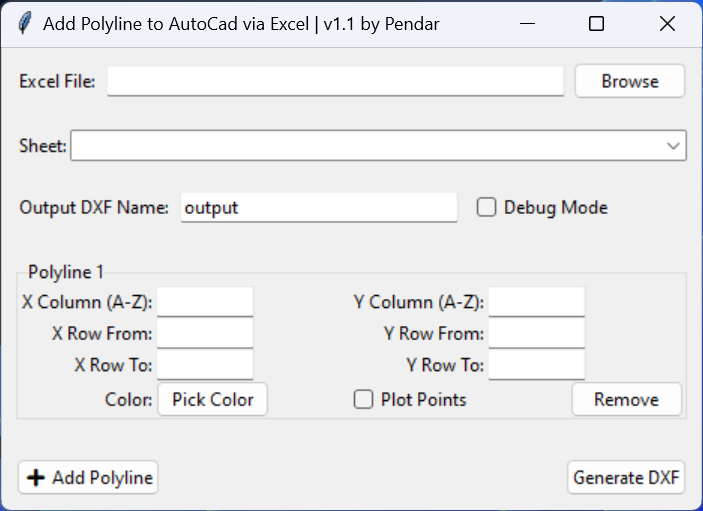 Add Polyline to AutoCad via Excel | v1.1 by Pendar
Excel File: Browse
Sheet:
Output DXF Name: output Debug Mode
Polyline 1
X Column (A-Z): Y Column (A-Z):
X Row From: Y Row From:
X Row To: Y Row To:
Color: Pick Color Plot Points Remove
+ Add Polyline Generate DXF